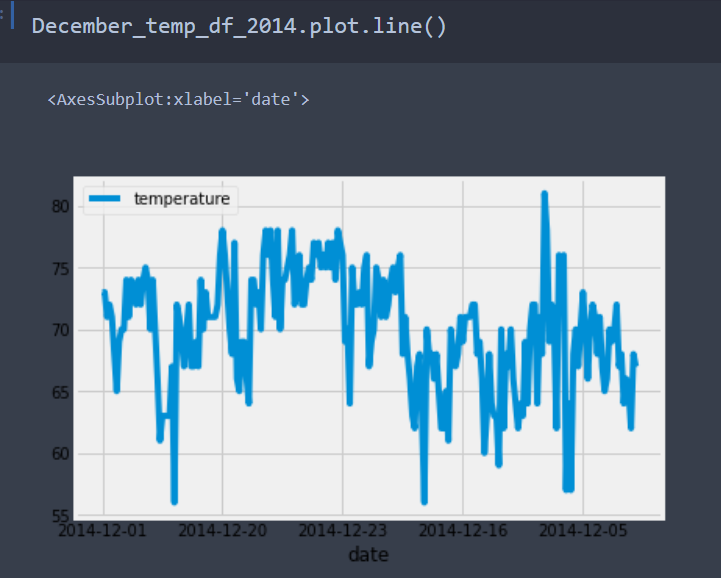 December_temp_df_2014.plot.line()
<AxesSubplot:xlabel='date'>
temperature
80
75
70
65
60
55
2014-12-01 2014-12-20 2014-12-23 2014-12-16 2014-12-05
date